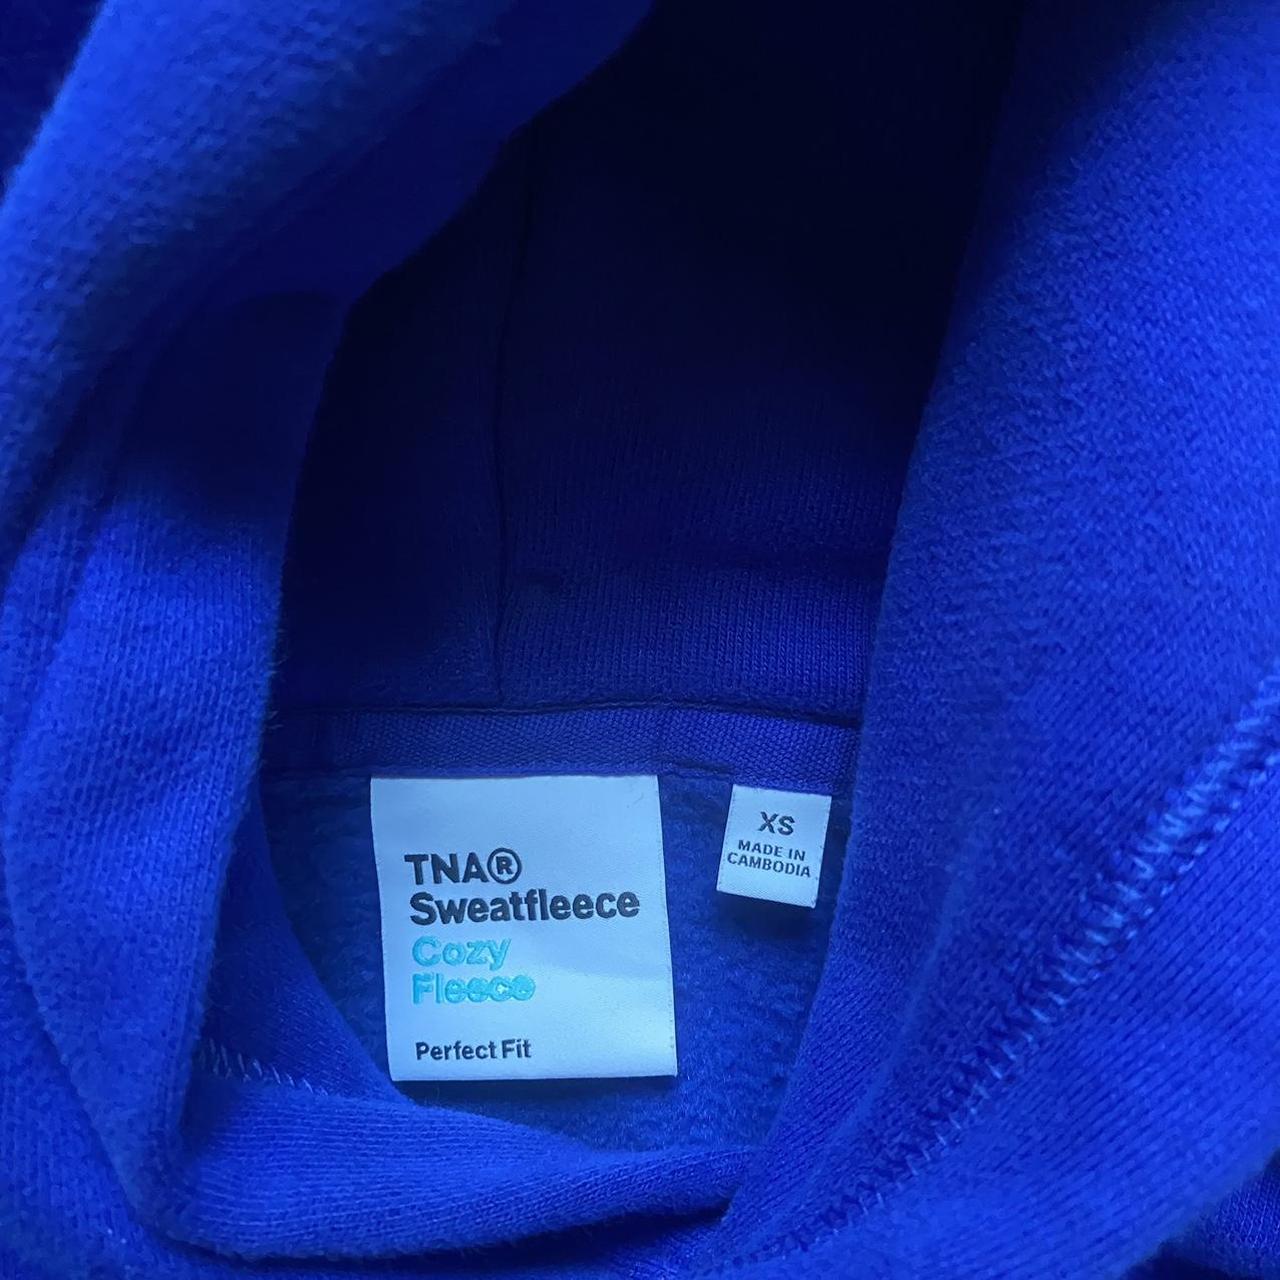 TNA®
Sweatfleece
Cozy
Fleece
Perfect Fit
XS
MADE IN
CAMBODIA